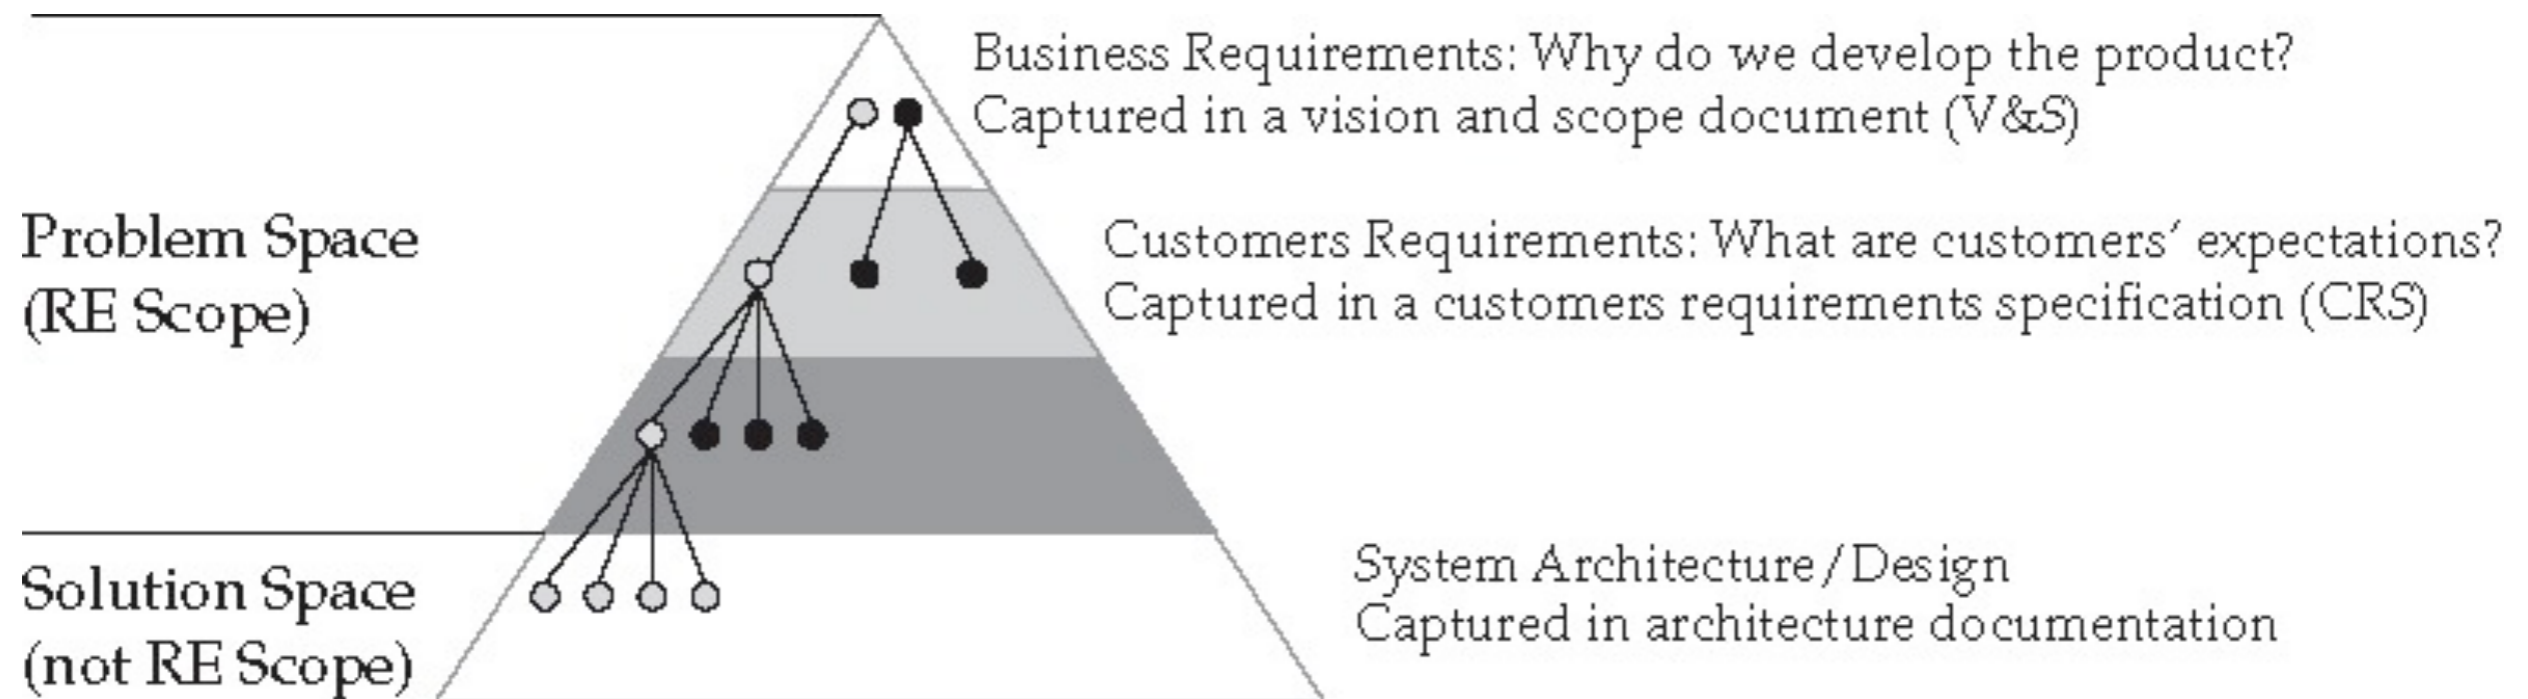 Business Requirements: Why do we develop the product?
Captured in a vision and scope document (V&S)
Problem Space
(RE Scope)
Customers Requirements: What are customers’ expectations?
Captured in a customers requirements specification (CRS)
Solution Space
(not RE Scope)
System Architecture/Design
Captured in architecture documentation